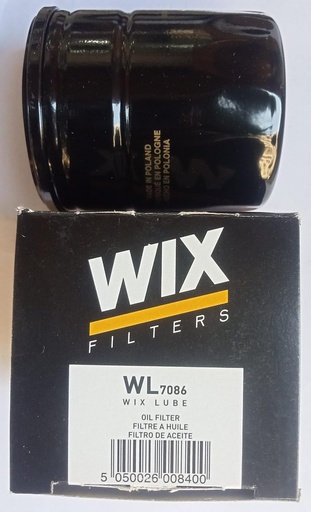 MADE IN POLAND
FABRIQUÉ EN POLOGNE
HECHO EN POLONIA
WIX
FILTERS
WL7086
WIX LUBE
OIL FILTER
FILTRE A HUILE
FILTRO DE ACEITE
5 050026 008400